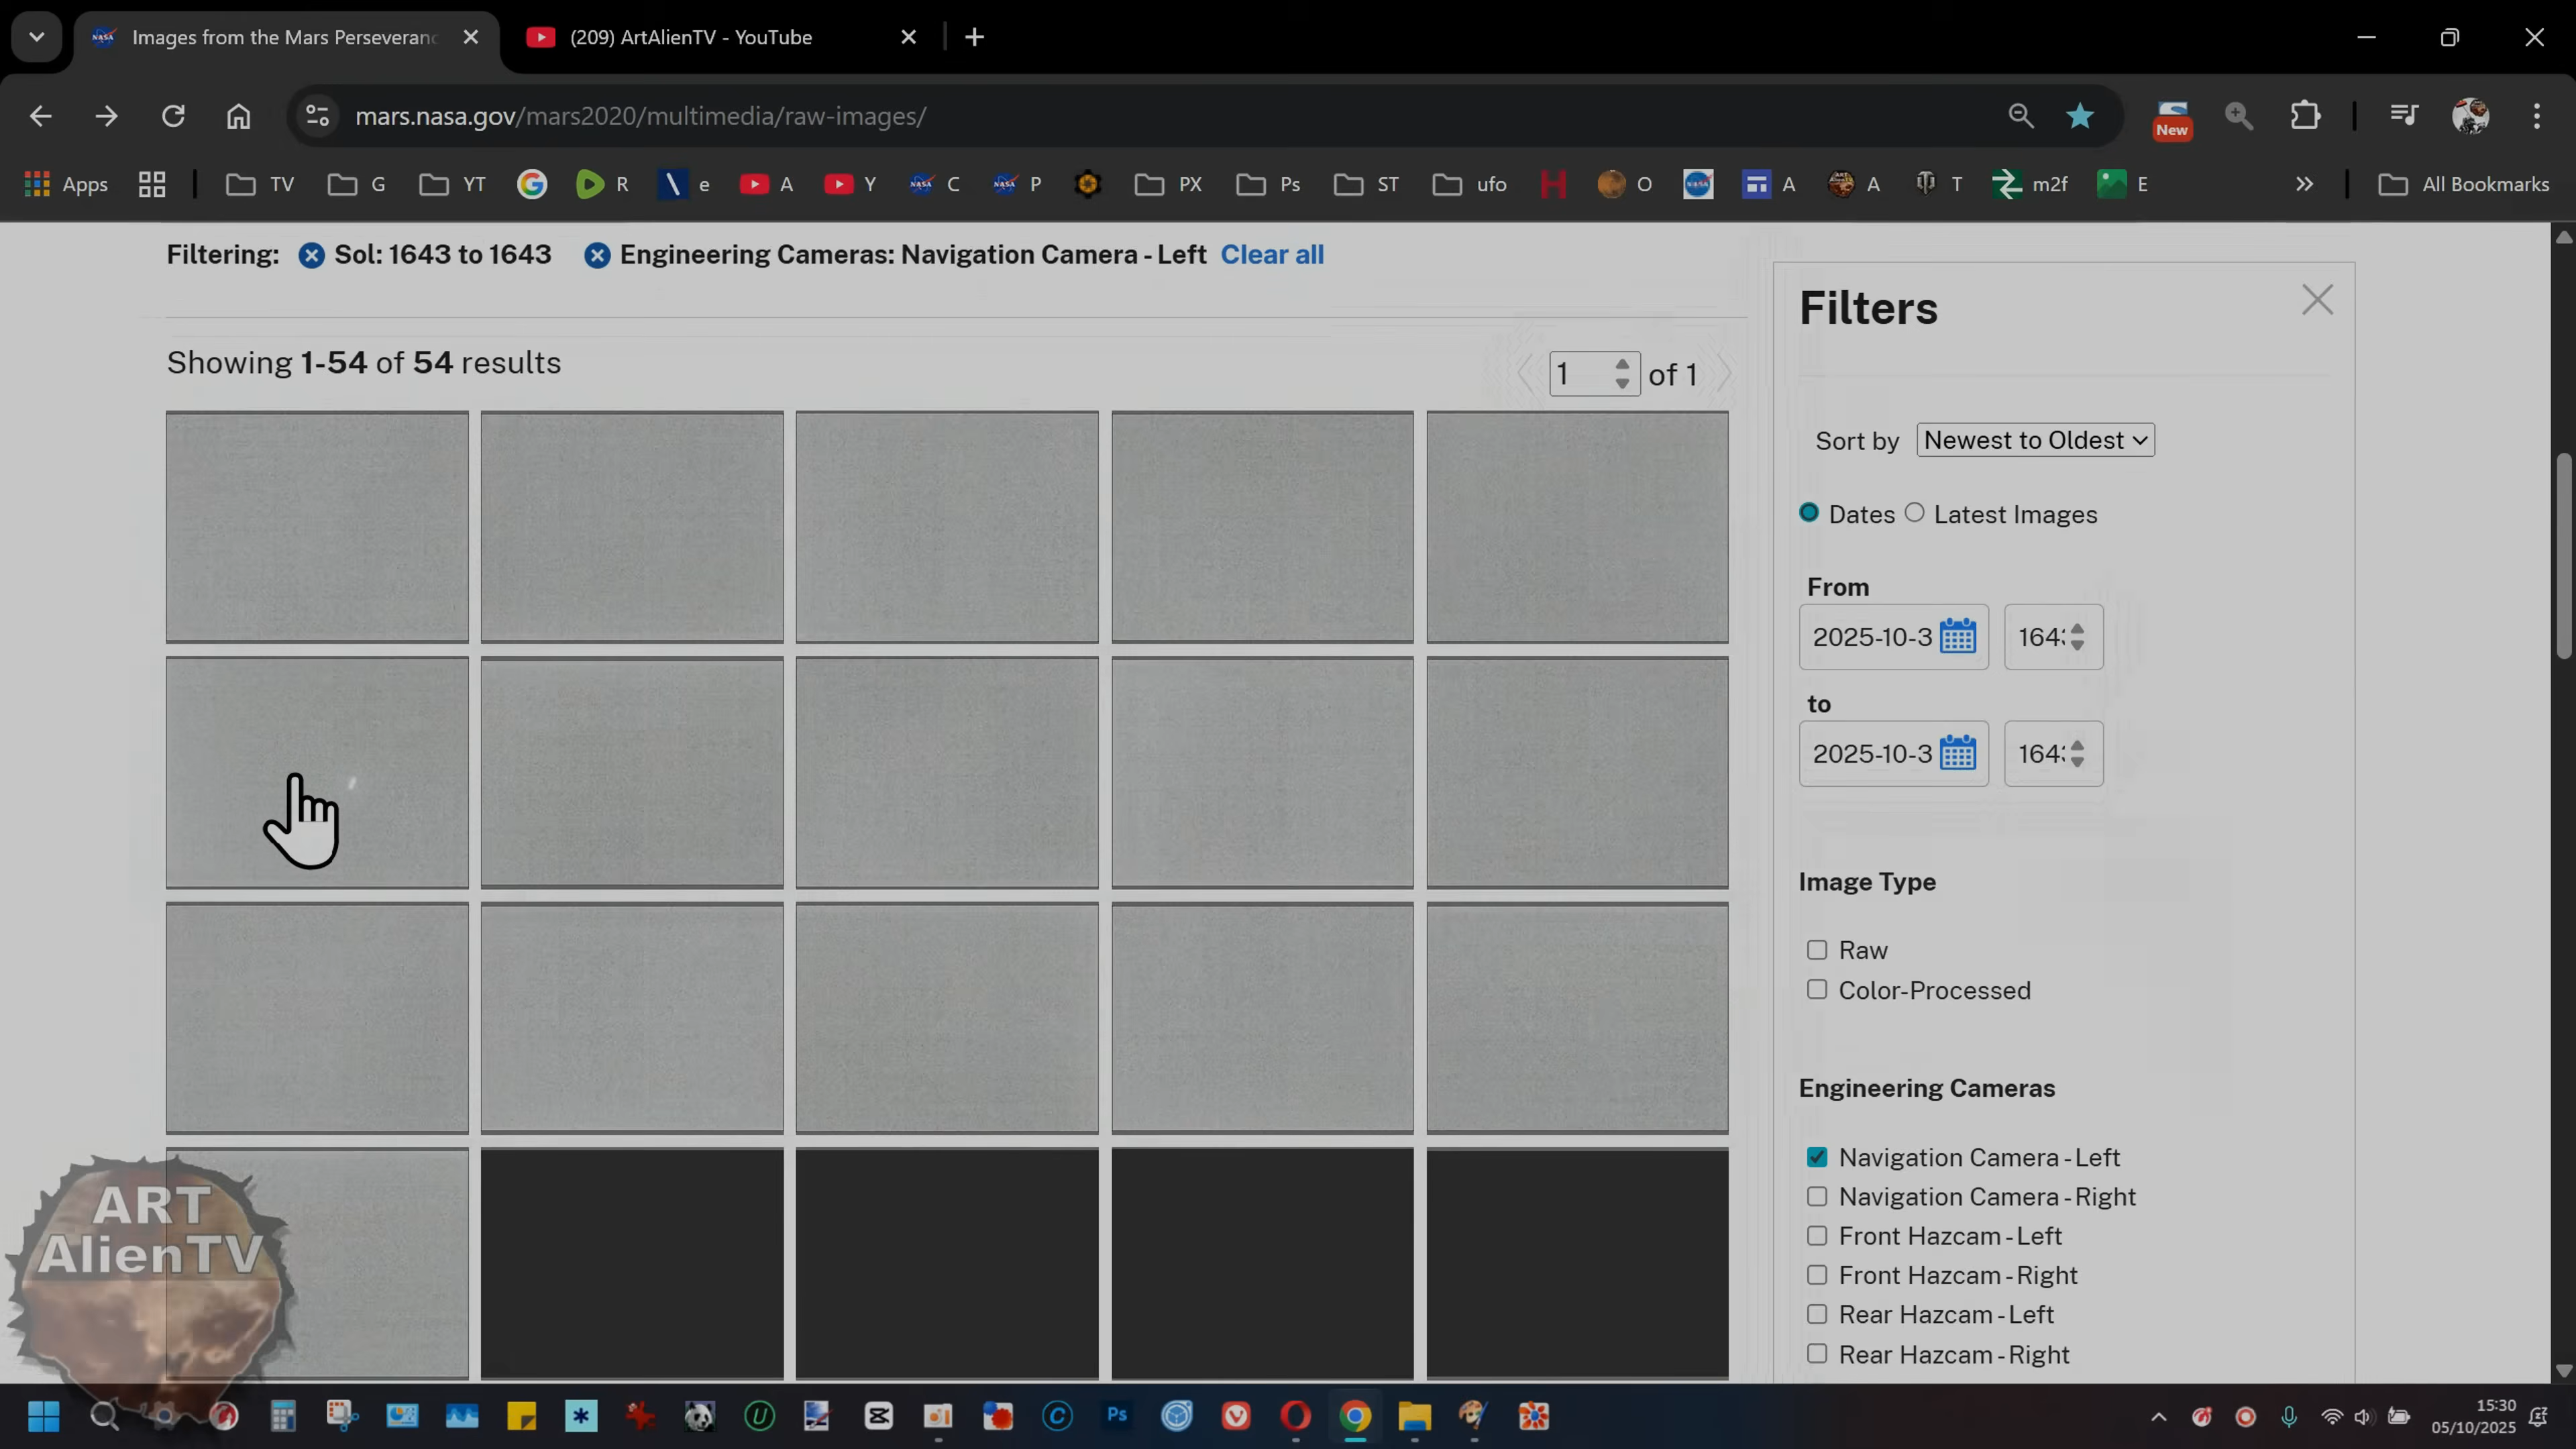 Images from the Mars Perseveranc
(209) ArtAlienTV - YouTube
mars.nasa.gov/mars2020/multimedia/raw-images/
New
Apps
TV
G
YT
R
e
A
Y
C
P
PX
Ps
ST
ufo
O
A
A
T
m2f
E
All Bookmarks
Filtering: Sol: 1643 to 1643 Engineering Cameras: Navigation Camera - Left Clear all
Showing 1-54 of 54 results
1 of 1
Filters
Sort by Newest to Oldest
Dates Latest Images
From
2025-10-3 164
to
2025-10-3 164
Image Type
Raw
Color-Processed
Engineering Cameras
Navigation Camera - Left
Navigation Camera - Right
Front Hazcam - Left
Front Hazcam - Right
Rear Hazcam - Left
Rear Hazcam - Right
ART
AlienTV
Ps
15:30
05/10/2025